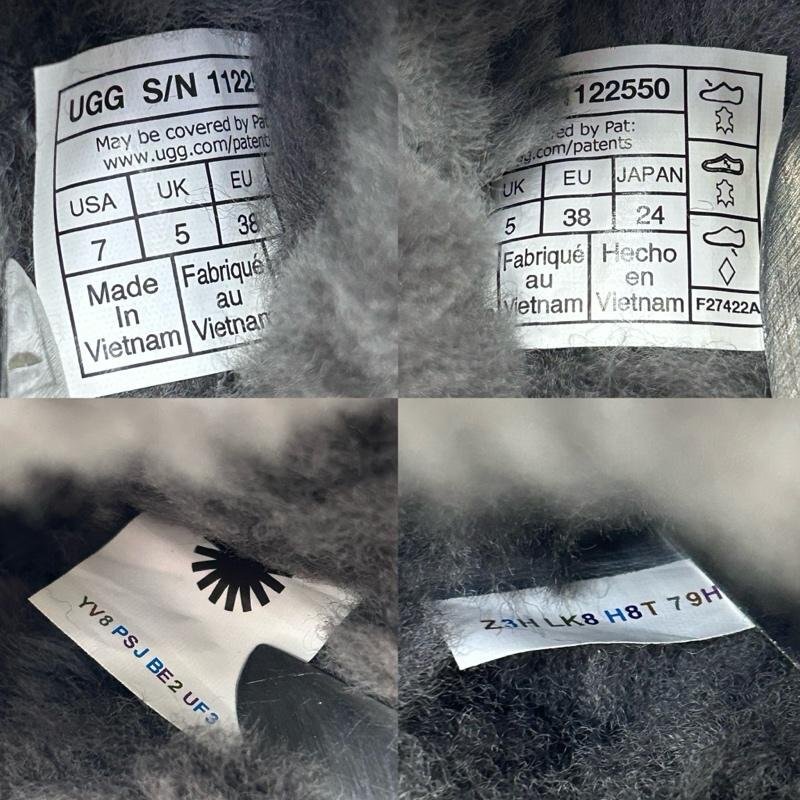 UGG S/N 1122
May be covered by Pat
www.ugg.com/patents
USA UK EU
7 5 38
Made In Vietnam
Fabriqué au Vietnam
122550
ed by Pat:
g.com/patents
UK EU JAPAN
5 38 24
Fabriqué au Vietnam
Hecho en Vietnam
F27422A
YV8 PSJ BE2 UF3
Z3H LK8 H8T 79H